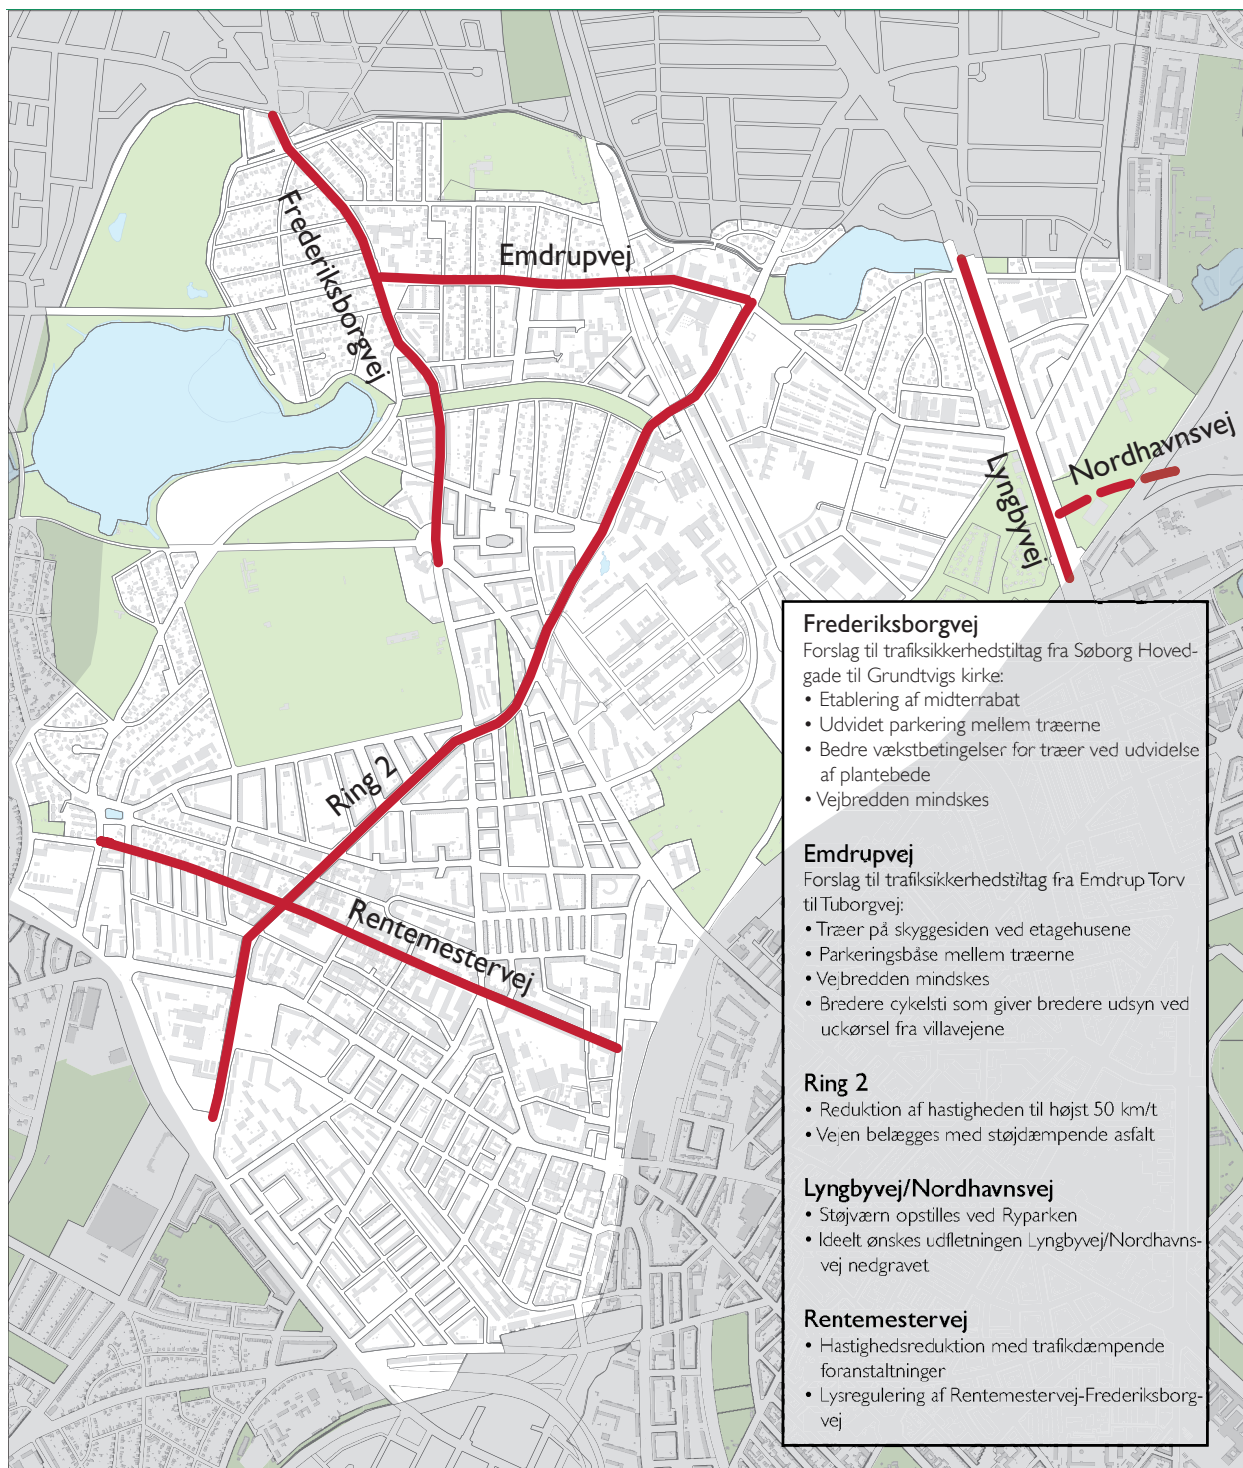 Frederiksborgvej
Emdrupvej
Lyngbyvej
Nordhavnsvej
Ring 2
Rentemestervej
Frederiksborgvej
Forslag til trafiksikkerhedstiltag fra Søborg Hoved-
gade til Grundtvigs kirke:
• Etablering af midterrabat
• Udvidet parkering mellem træerne
• Bedre vækstbetingelser for træer ved udvidelse
af plantebede
• Vejbredden mindskes
Emdrupvej
Forslag til trafiksikkerhedstiltag fra Emdrup Torv
til Tuborgvej:
• Træer på skyggesiden ved etagehusene
• Parkeringsbåse mellem træerne
• Vejbredden mindskes
• Bredere cykelsti som giver bredere udsyn ved
uckørsel fra villavejene
Ring 2
• Reduktion af hastigheden til højst 50 km/t
• Vejen belægges med støjdæmpende asfalt
Lyngbyvej/Nordhavnsvej
• Støjværn opstilles ved Ryparken
• Ideelt ønskes udfletningen Lyngbyvej/Nordhavns-
vej nedgravet
Rentemestervej
• Hastighedsreduktion med trafikdæmpende
foranstaltninger
• Lysregulering af Rentemestervej-Frederiksborg-
vej